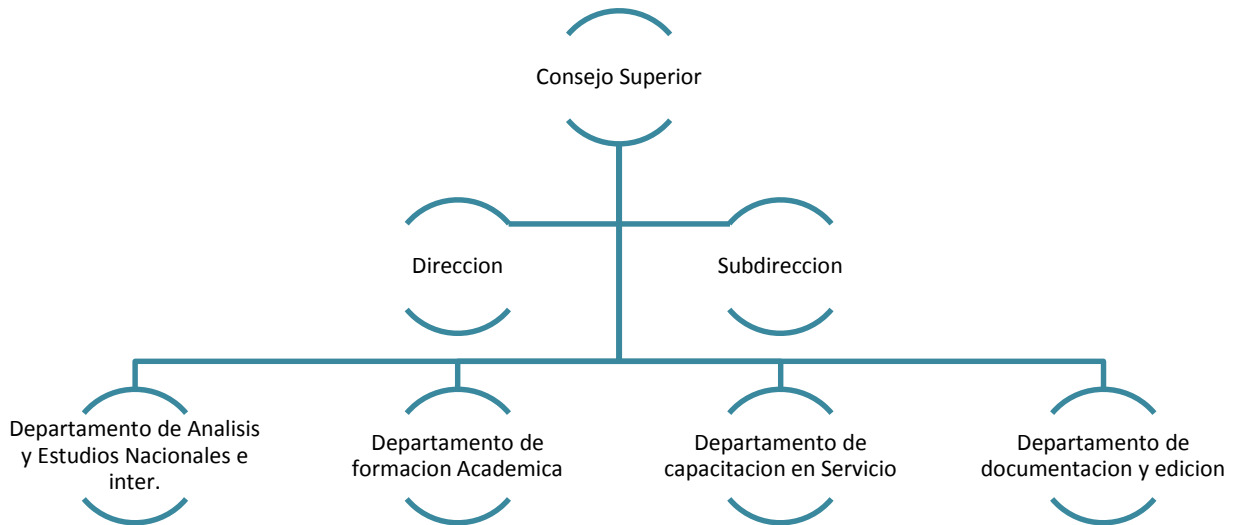 Consejo Superior
Direccion
Subdireccion
Departamento de Analisis
y Estudios Nacionales e
inter.
Departamento de
formacion Academica
Departamento de
capacitacion en Servicio
Departamento de
documentacion y edicion